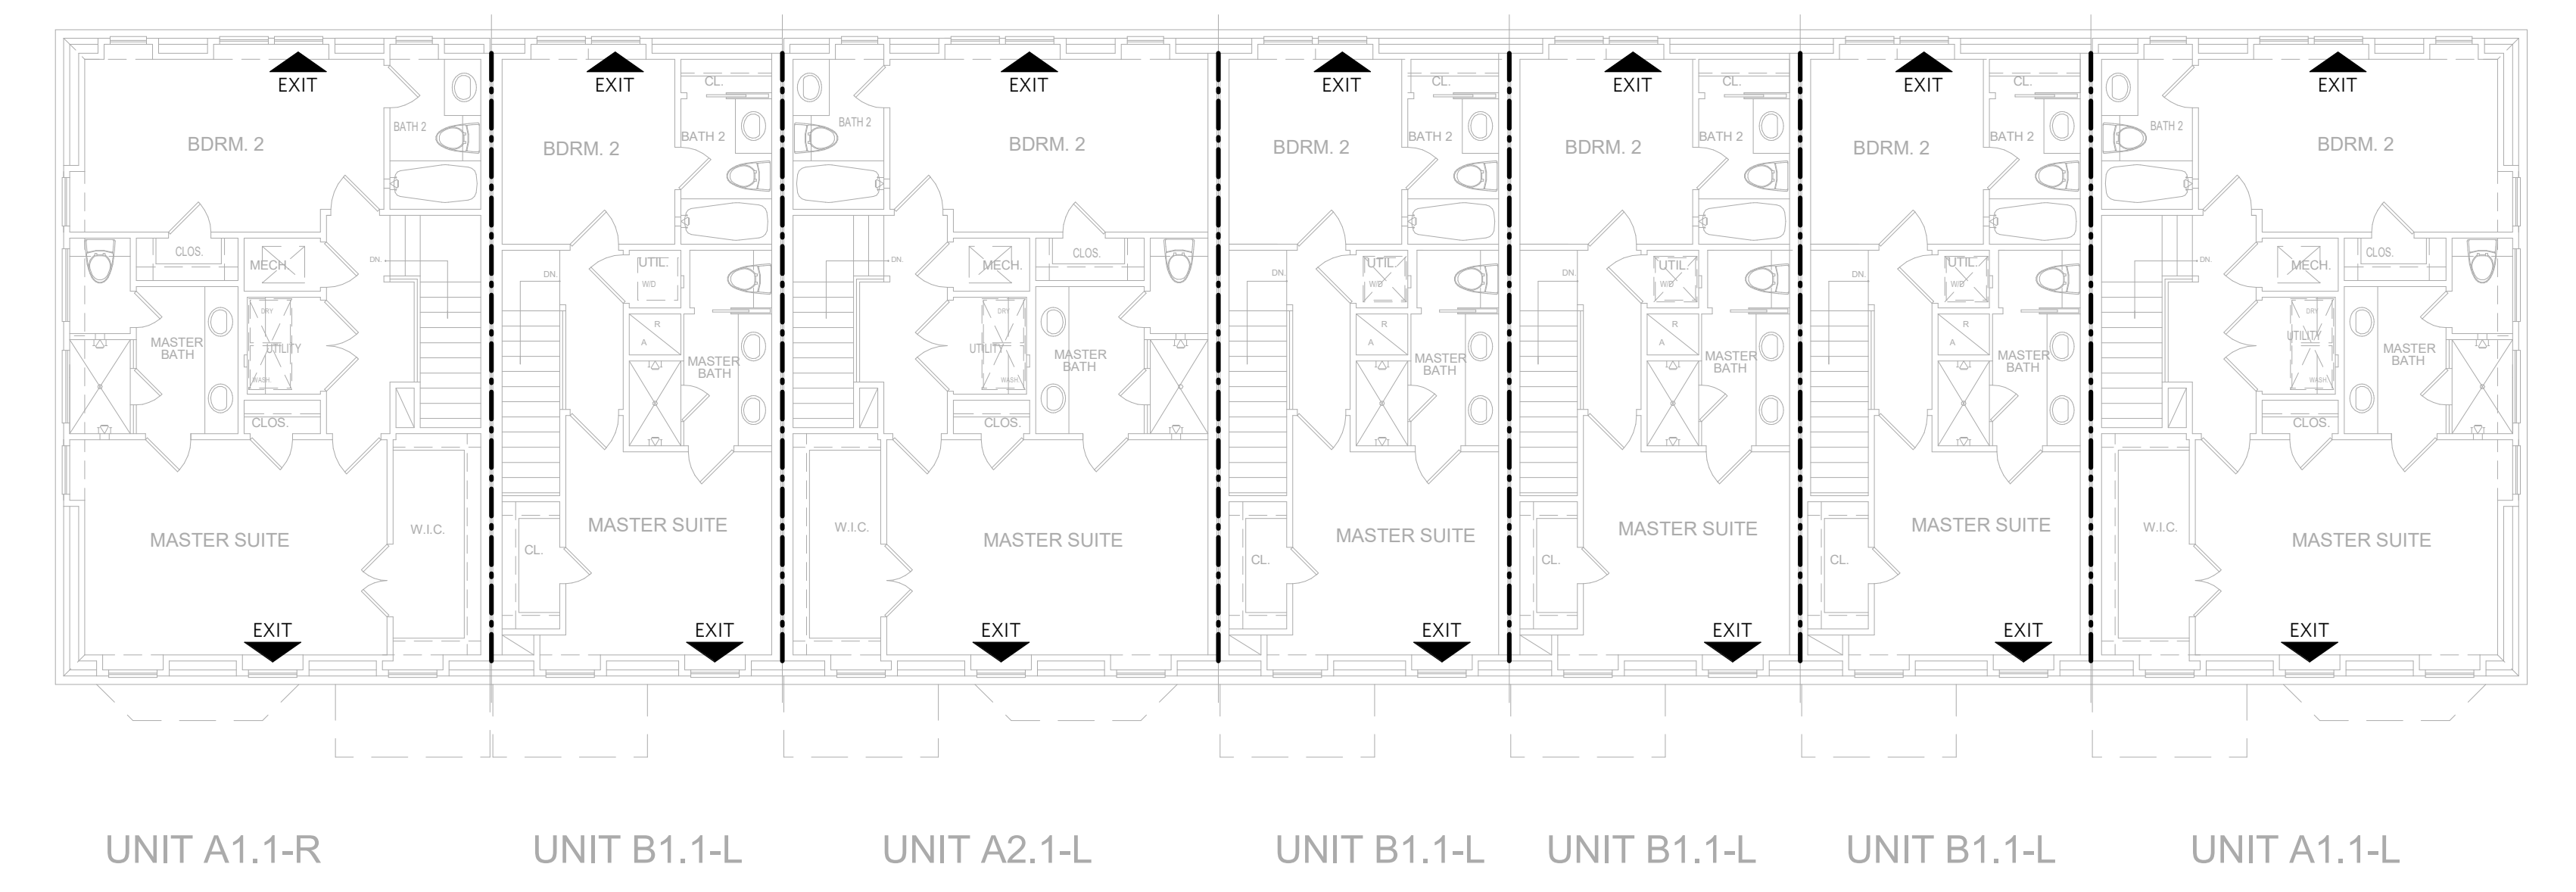 EXIT EXIT EXIT EXIT EXIT EXIT EXIT
CL. CL. CL. CL.
BATH 2 BATH 2 BATH 2 BATH 2 BATH 2 BATH 2 BATH 2
BDRM. 2 BDRM. 2 BDRM. 2 BDRM. 2 BDRM. 2 BDRM. 2 BDRM. 2
CLOS. CLOS. CLOS.
MECH. DN. DN. UTIL. DN. MECH. DN. UTIL. DN. UTIL. DN. UTIL. DN. MECH.
W/D W/D W/D W/D
DRY DRY DRY
R R R R
A A A A
MASTER BATH UTILITY UTILITY MASTER BATH UTILITY MASTER BATH
MASTER BATH MASTER BATH MASTER BATH MASTER BATH
WASH. WASH. WASH.
CLOS. CLOS. CLOS.
W.I.C. W.I.C. W.I.C.
MASTER SUITE MASTER SUITE MASTER SUITE MASTER SUITE MASTER SUITE MASTER SUITE MASTER SUITE
CL. CL. CL. CL.
EXIT EXIT EXIT EXIT EXIT EXIT EXIT
UNIT A1.1-R UNIT B1.1-L UNIT A2.1-L UNIT B1.1-L UNIT B1.1-L UNIT B1.1-L UNIT A1.1-L